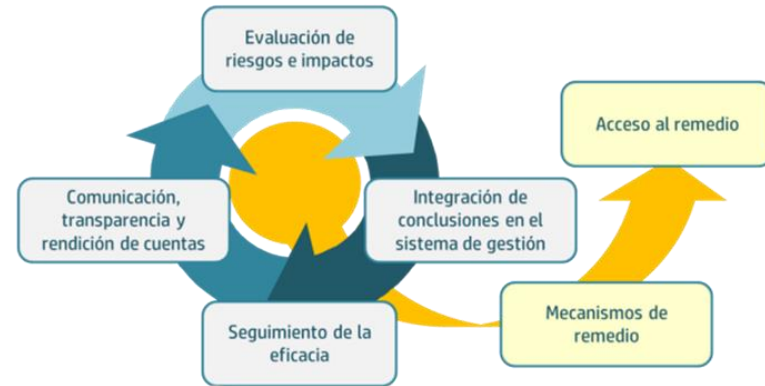 Evaluación de
riesgos e impactos
Acceso al remedio
Comunicación,
transparencia y
rendición de cuentas
Integración de
conclusiones en el
sistema de gestión
Mecanismos de
remedio
Seguimiento de la
eficacia